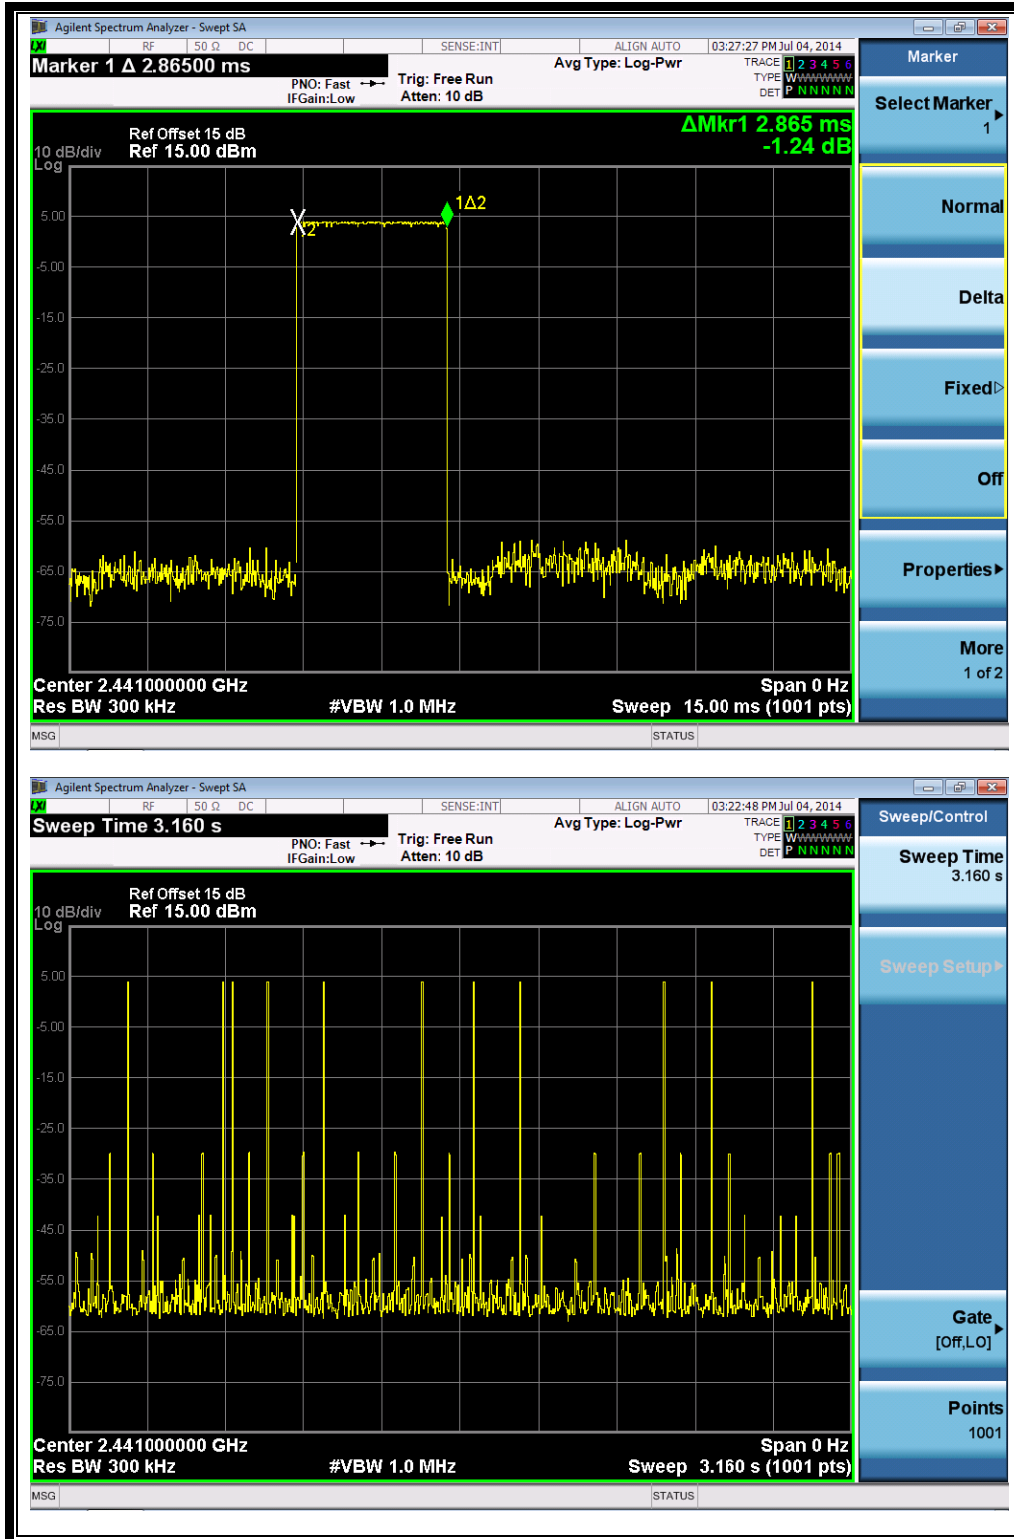 Agilent Spectrum Analyzer - Swept SA
LXI RF 50 Ω DC SENSE:INT ALIGN AUTO 03:27:27 PM Jul 04, 2014
Marker 1 Δ 2.86500 ms
PNO: Fast
IFGain:Low
Trig: Free Run
Atten: 10 dB
Avg Type: Log-Pwr
TRACE 1 2 3 4 5 6
TYPE WWWWWW
DET P N N N N N
ΔMkr1 2.865 ms
-1.24 dB
Ref Offset 15 dB
10 dB/div Ref 15.00 dBm
Log
5.00
-5.00
-15.0
-25.0
-35.0
-45.0
-55.0
-65.0
-75.0
X2
1Δ2
Center 2.441000000 GHz Span 0 Hz
Res BW 300 kHz #VBW 1.0 MHz Sweep 15.00 ms (1001 pts)
MSG STATUS
Marker
Select Marker
1
Normal
Delta
Fixed
Off
Properties
More
1 of 2
Agilent Spectrum Analyzer - Swept SA
LXI RF 50 Ω DC SENSE:INT ALIGN AUTO 03:22:48 PM Jul 04, 2014
Sweep Time 3.160 s
PNO: Fast
IFGain:Low
Trig: Free Run
Atten: 10 dB
Avg Type: Log-Pwr
TRACE 1 2 3 4 5 6
TYPE WWWWWW
DET P N N N N N
Ref Offset 15 dB
10 dB/div Ref 15.00 dBm
Log
5.00
-5.00
-15.0
-25.0
-35.0
-45.0
-55.0
-65.0
-75.0
Center 2.441000000 GHz Span 0 Hz
Res BW 300 kHz #VBW 1.0 MHz Sweep 3.160 s (1001 pts)
MSG STATUS
Sweep/Control
Sweep Time
3.160 s
Sweep Setup
Gate
[Off,LO]
Points
1001